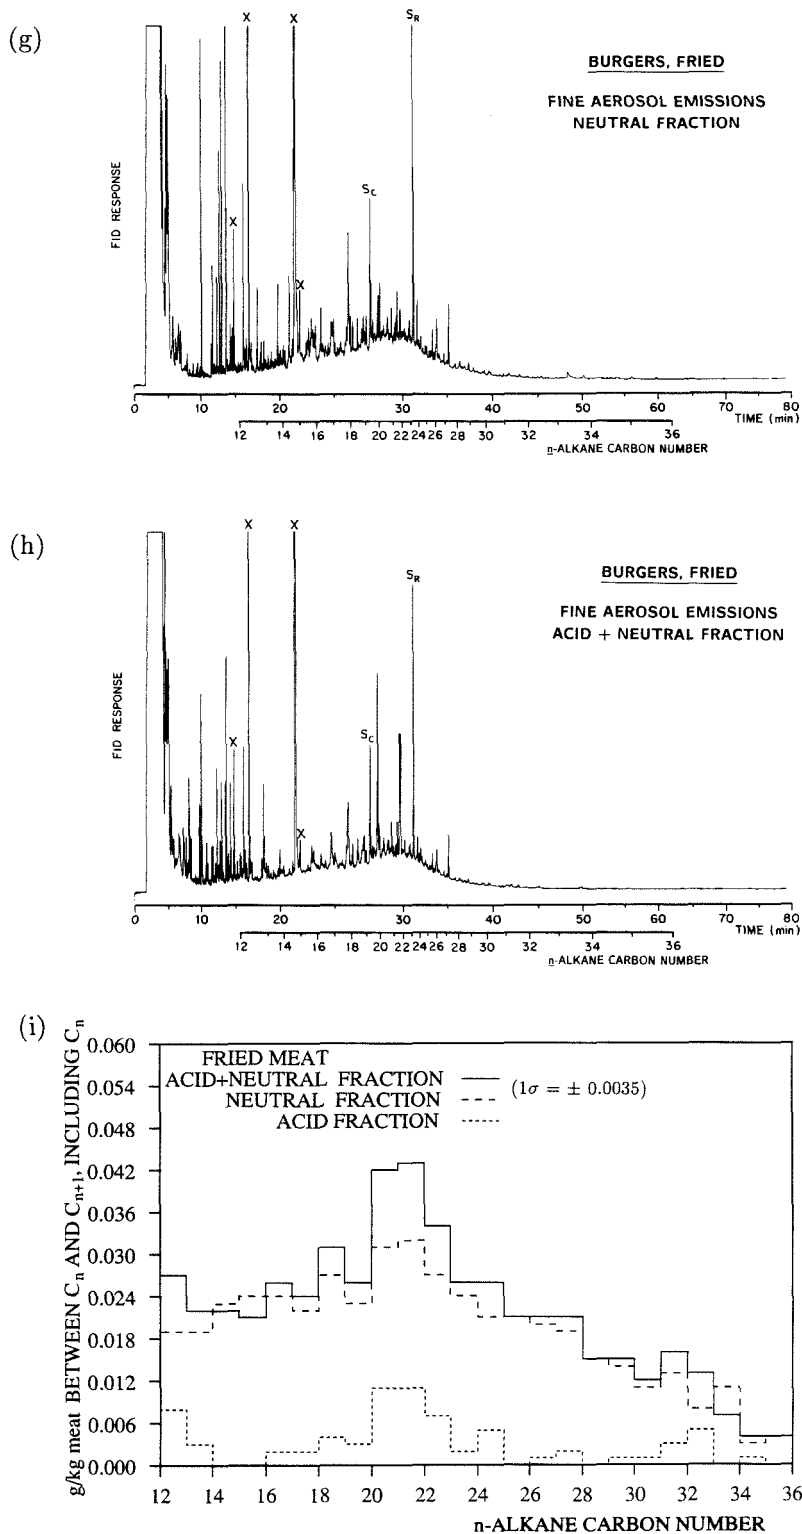 (g)
X
X
S_R
BURGERS, FRIED
FINE AEROSOL EMISSIONS
NEUTRAL FRACTION
FID RESPONSE
X
S_C
X
0 10 20 30 40 50 60 70 80
TIME (min)
12 14 16 18 20 22 24 26 28 30 32 34 36
n-ALKANE CARBON NUMBER
(h)
X
X
S_R
BURGERS, FRIED
FINE AEROSOL EMISSIONS
ACID + NEUTRAL FRACTION
FID RESPONSE
X
S_C
X
0 10 20 30 40 50 60 70 80
TIME (min)
12 14 16 18 20 22 24 26 28 30 32 34 36
n-ALKANE CARBON NUMBER
(i)
g/kg meat BETWEEN C_n AND C_{n+1}, INCLUDING C_n
0.060
0.054
0.048
0.042
0.036
0.030
0.024
0.018
0.012
0.006
0.000
FRIED MEAT
ACID+NEUTRAL FRACTION (1σ = ± 0.0035)
NEUTRAL FRACTION
ACID FRACTION
12 14 16 18 20 22 24 26 28 30 32 34 36
n-ALKANE CARBON NUMBER